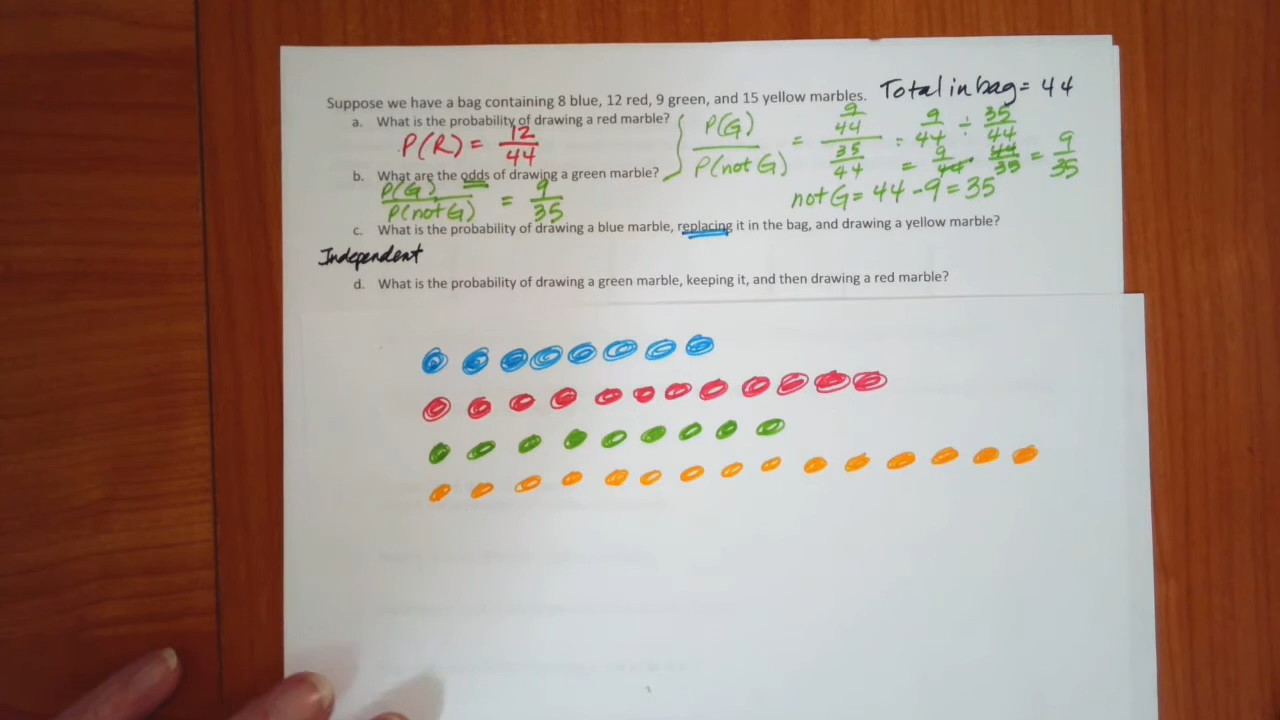 Suppose we have a bag containing 8 blue, 12 red, 9 green, and 15 yellow marbles. Total in bag = 44
a. What is the probability of drawing a red marble?
P(R) = 12/44
P(G)/P(not G) = 9/44 / 35/44 = 9/44 ÷ 35/44
= 9/44 · 44/35 = 9/35
b. What are the odds of drawing a green marble?
not G = 44 - 9 = 35
P(G)/P(not G) = 9/35
c. What is the probability of drawing a blue marble, replacing it in the bag, and drawing a yellow marble?
Independent
d. What is the probability of drawing a green marble, keeping it, and then drawing a red marble?